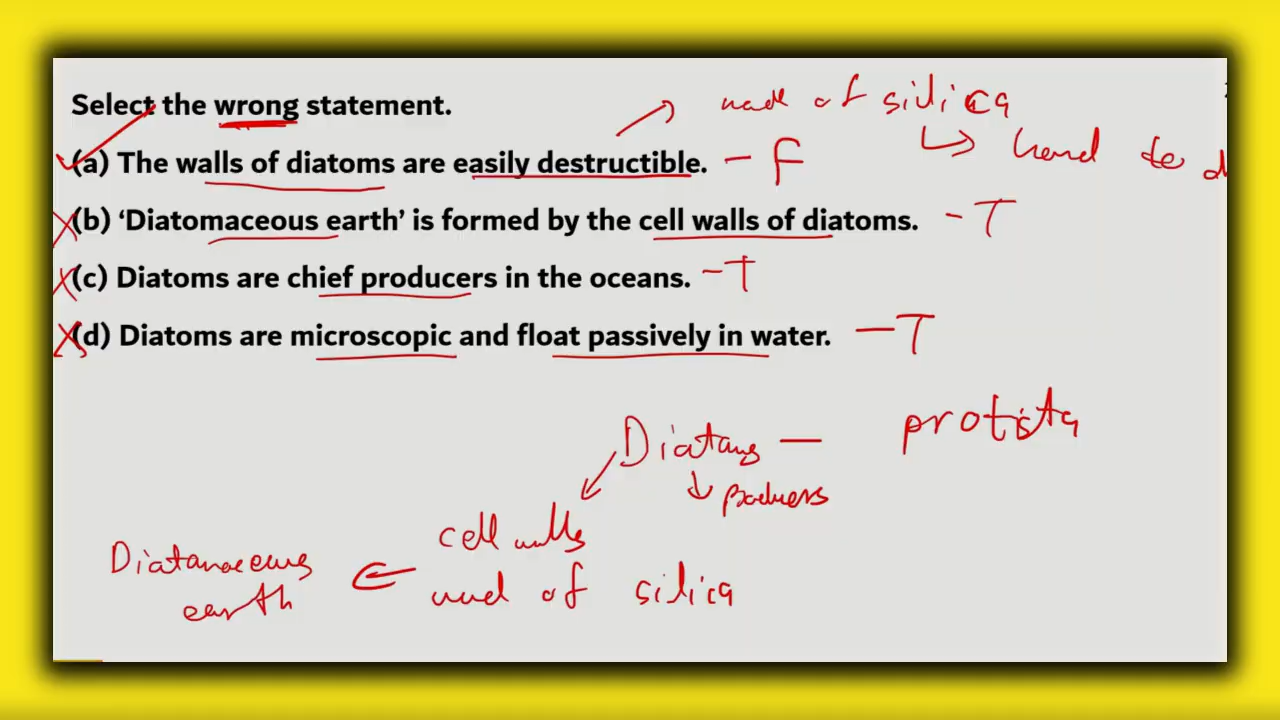 Select the wrong statement.
made of silica
↳ hard to d
(a) The walls of diatoms are easily destructible. - F
(b) ‘Diatomaceous earth’ is formed by the cell walls of diatoms. - T
(c) Diatoms are chief producers in the oceans. - T
(d) Diatoms are microscopic and float passively in water. - T
Diatoms - protista
producers
cell walls
made of silica
Diatomaceous
earth